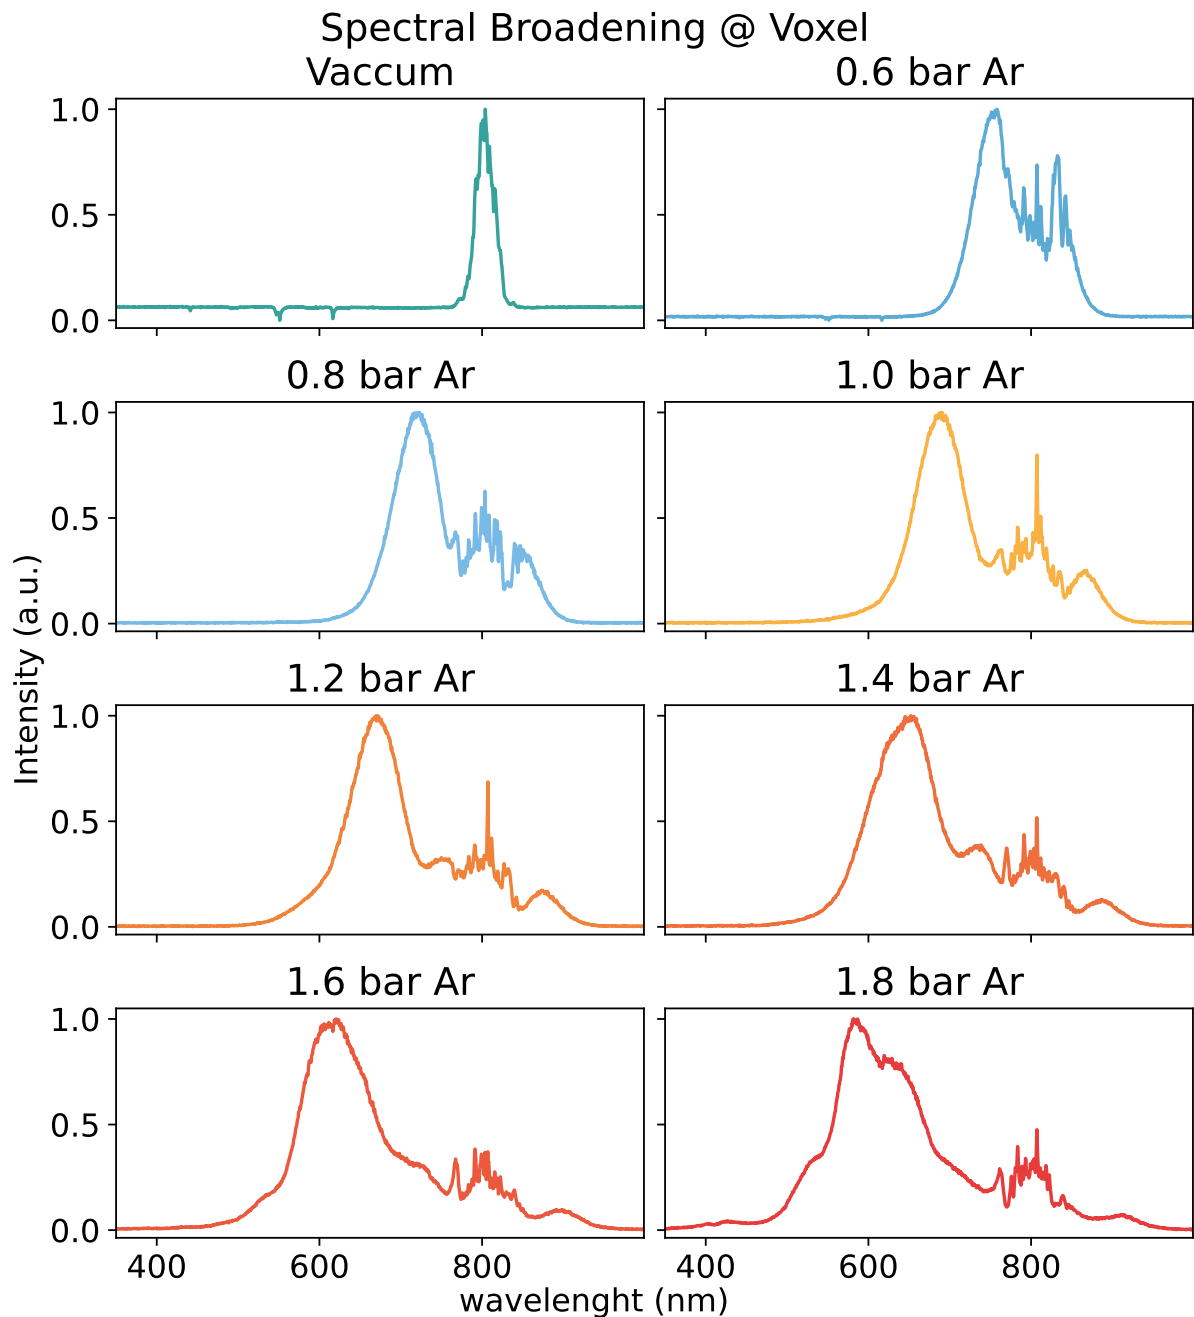 Spectral Broadening @ Voxel
Vaccum
0.6 bar Ar
1.0
0.5
0.0
0.8 bar Ar
1.0 bar Ar
1.0
0.5
0.0
Intensity (a.u.)
1.2 bar Ar
1.4 bar Ar
1.0
0.5
0.0
1.6 bar Ar
1.8 bar Ar
1.0
0.5
0.0
400 600 800
400 600 800
wavelenght (nm)